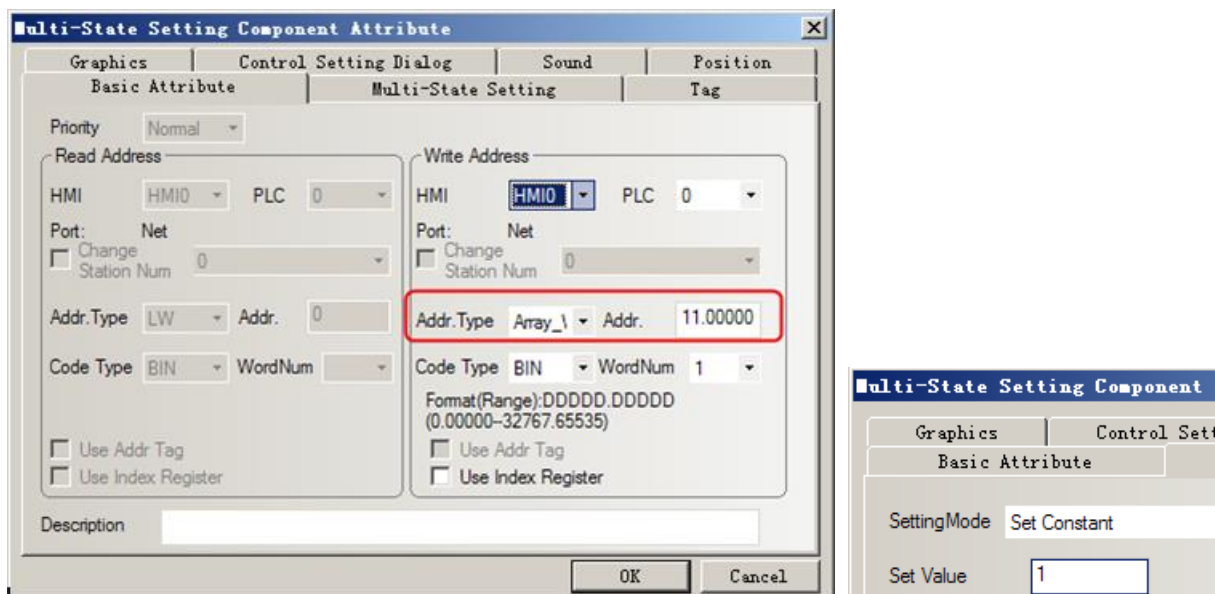 Multi-State Setting Component Attribute
Graphics Control Setting Dialog Sound Position
Basic Attribute Multi-State Setting Tag
Priority Normal
Read Address
HMI HMI0 PLC 0
Port: Net
Change
Station Num 0
Addr.Type LW Addr. 0
Code Type BIN WordNum
Use Addr Tag
Use Index Register
Write Address
HMI HMI0 PLC 0
Port: Net
Change
Station Num 0
Addr.Type Array_\ Addr. 11.00000
Code Type BIN WordNum 1
Format(Range):DDDDD.DDDDD
(0.00000--32767.65535)
Use Addr Tag
Use Index Register
Description
OK Cancel
Multi-State Setting Component
Graphics Control Sett
Basic Attribute
SettingMode Set Constant
Set Value 1